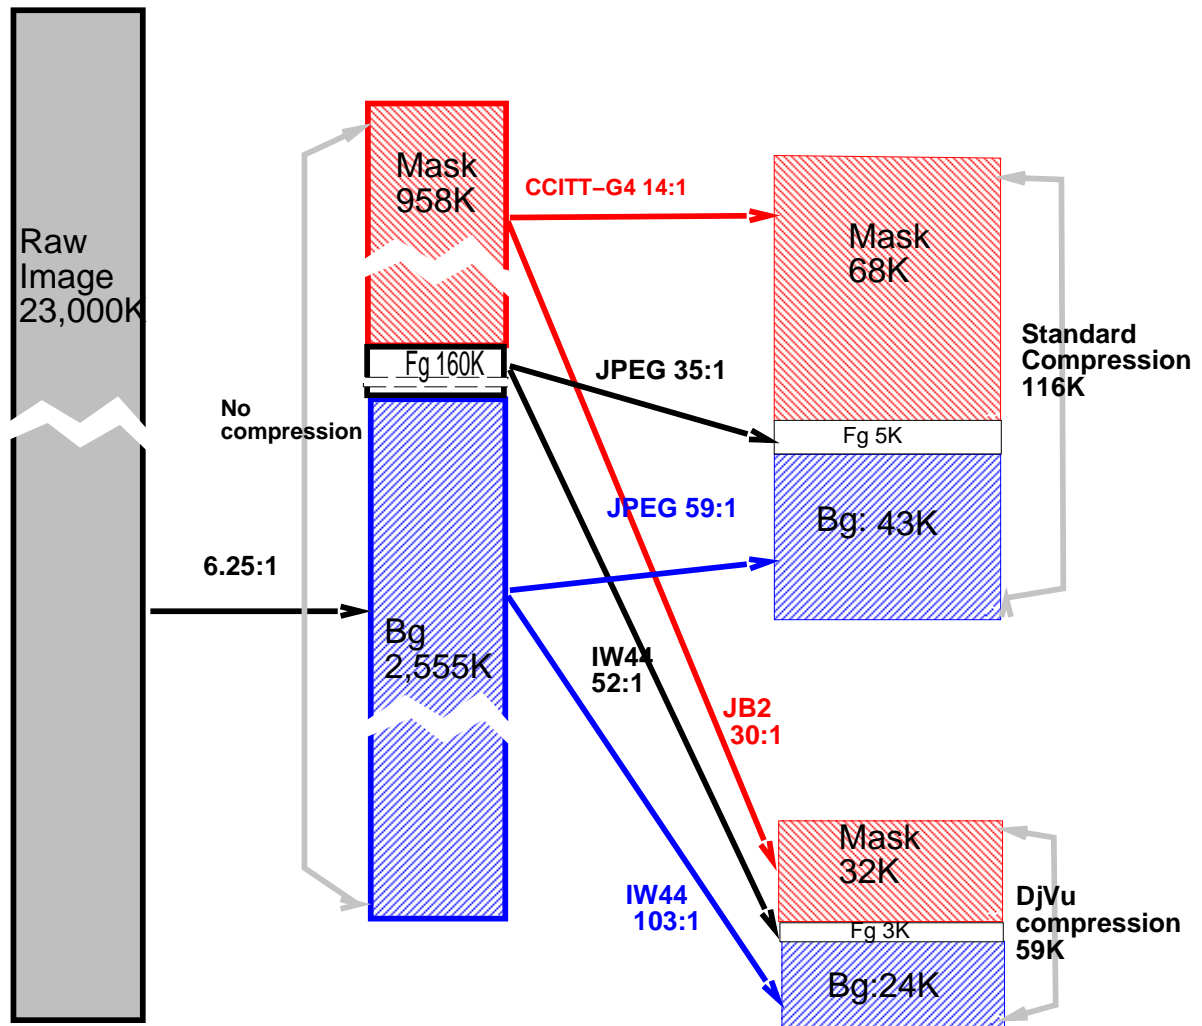 Raw
Image
23,000K
No
compression
6.25:1
Mask
958K
Fg 160K
Bg
2,555K
CCITT–G4 14:1
JPEG 35:1
JPEG 59:1
IW44
52:1
JB2
30:1
IW44
103:1
Mask
68K
Fg 5K
Bg: 43K
Standard
Compression
116K
Mask
32K
Fg 3K
Bg:24K
DjVu
compression
59K